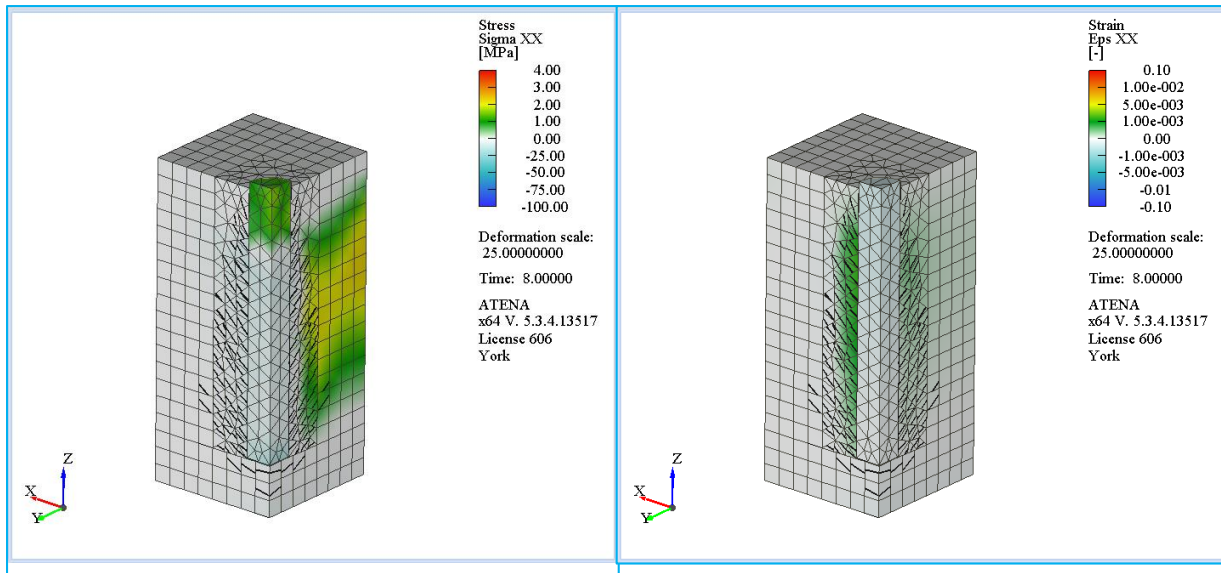 Stress
Sigma XX
[MPa]
4.00
3.00
2.00
1.00
0.00
-25.00
-50.00
-75.00
-100.00
Deformation scale:
25.00000000
Time: 8.00000
ATENA
x64 V. 5.3.4.13517
License 606
York
Z
X
Y
Strain
Eps XX
[-]
0.10
1.00e-002
5.00e-003
1.00e-003
0.00
-1.00e-003
-5.00e-003
-0.01
-0.10
Deformation scale:
25.00000000
Time: 8.00000
ATENA
x64 V. 5.3.4.13517
License 606
York
Z
X
Y